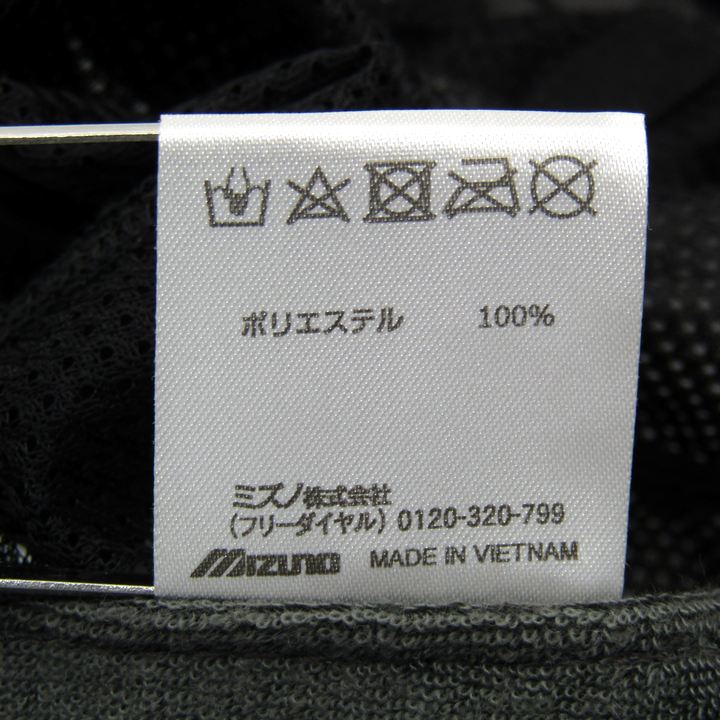 ポリエステル 100%
ミズノ株式会社
(フリーダイヤル) 0120-320-799
MIZUNO MADE IN VIETNAM